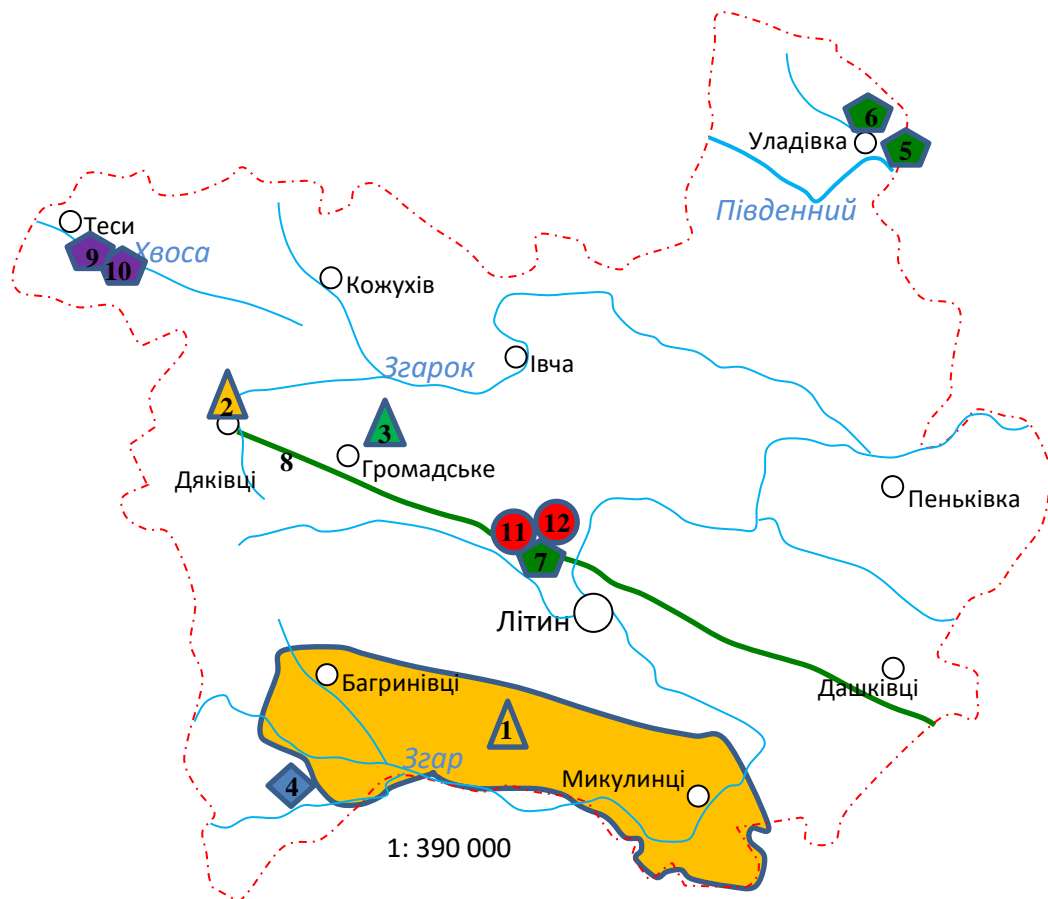 6
Уладівка
5
Південний
Теси
9
10
Хвоса
Кожухів
Івча
Згарок
2
3
8
Громадське
Дяківці
Пеньківка
11
12
7
Літин
Дашківці
Багринівці
1
Згар
4
Микулинці
1: 390 000